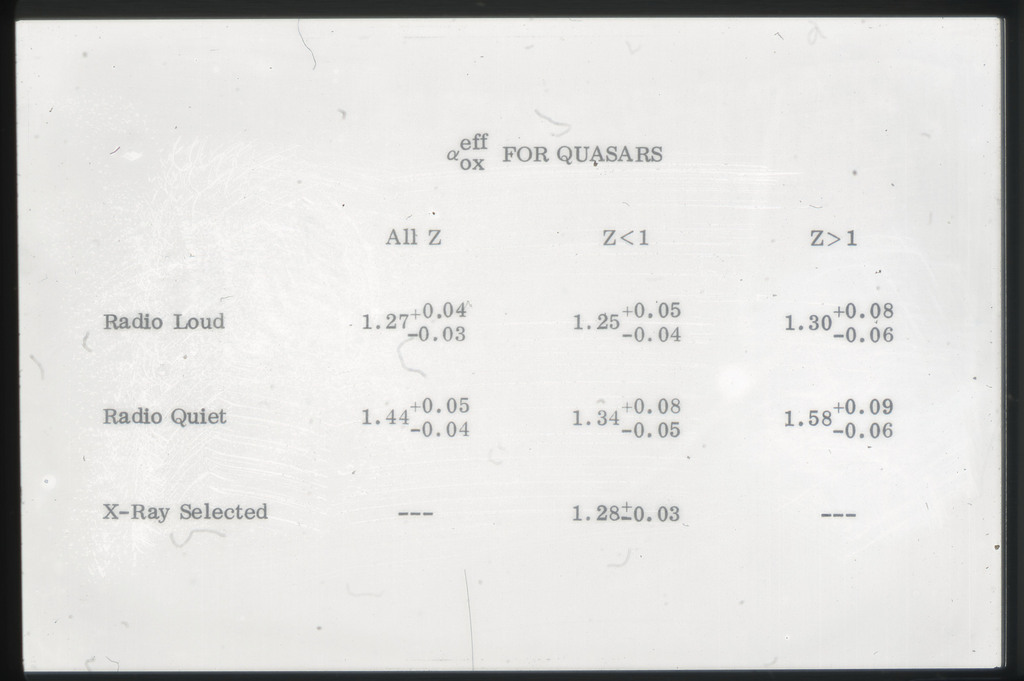 α_ox^eff FOR QUASARS
All Z Z<1 Z>1
Radio Loud 1.27+0.04 -0.03 1.25+0.05 -0.04 1.30+0.08 -0.06
Radio Quiet 1.44+0.05 -0.04 1.34+0.08 -0.05 1.58+0.09 -0.06
X-Ray Selected --- 1.28±0.03 ---